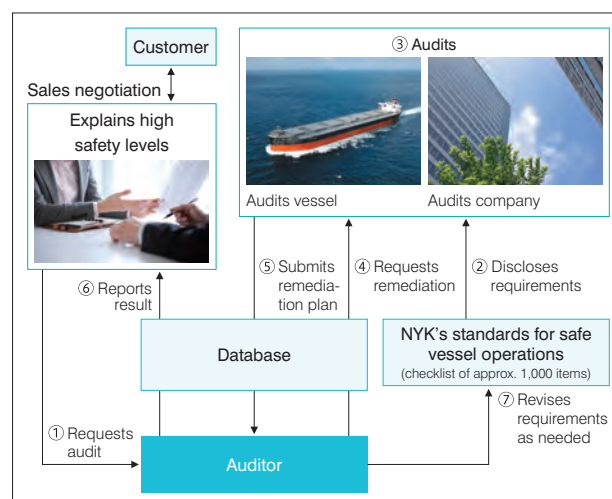 Customer
Sales negotiation
Explains high
safety levels
③ Audits
Audits vessel
Audits company
⑥ Reports
result
⑤ Submits
remedia-
tion plan
④ Requests
remediation
② Discloses
requirements
Database
NYK's standards for safe
vessel operations
(checklist of approx. 1,000 items)
① Requests
audit
Auditor
⑦ Revises
requirements
as needed